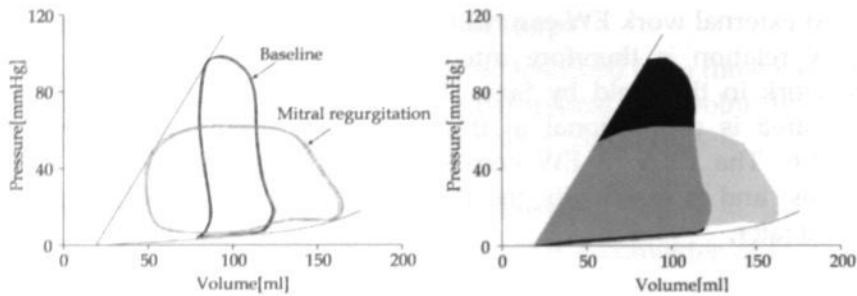 Pressure[mmHg]
120
80
40
0
Baseline
Mitral regurgitation
0 50 100 150 200
Volume[ml]
Pressure[mmHg]
120
80
40
0
0 50 100 150 200
Volume[ml]